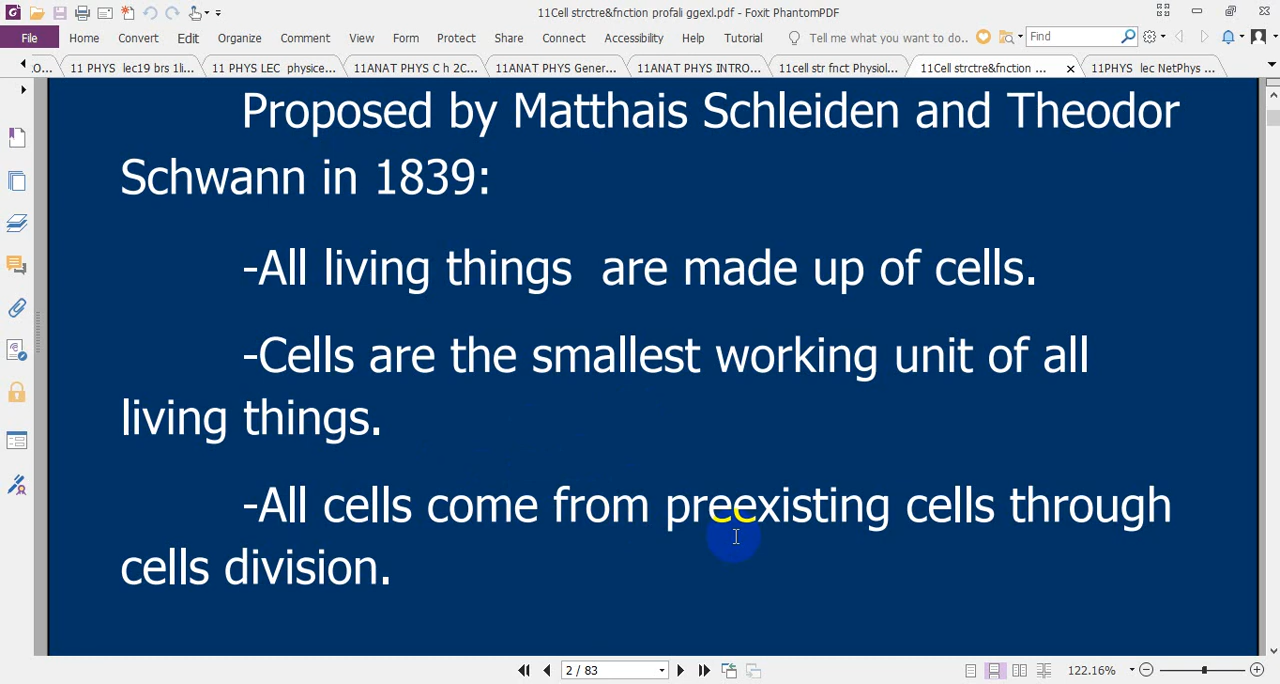 11Cell strctre&fnction profali ggexl.pdf - Foxit PhantomPDF
File Home Convert Edit Organize Comment View Form Protect Share Connect Accessibility Help Tutorial Tell me what you want to do.. Find
O... 11 PHYS lec19 brs 1li... 11 PHYS LEC physice... 11ANAT PHYS C h 2C... 11ANAT PHYS Gener... 11ANAT PHYS INTRO... 11cell str fnct Physiol... 11Cell strctre&fnction ... 11PHYS lec NetPhys ...
Proposed by Matthais Schleiden and Theodor
Schwann in 1839:
-All living things are made up of cells.
-Cells are the smallest working unit of all
living things.
-All cells come from preexisting cells through
cells division.
2 / 83 122.16%